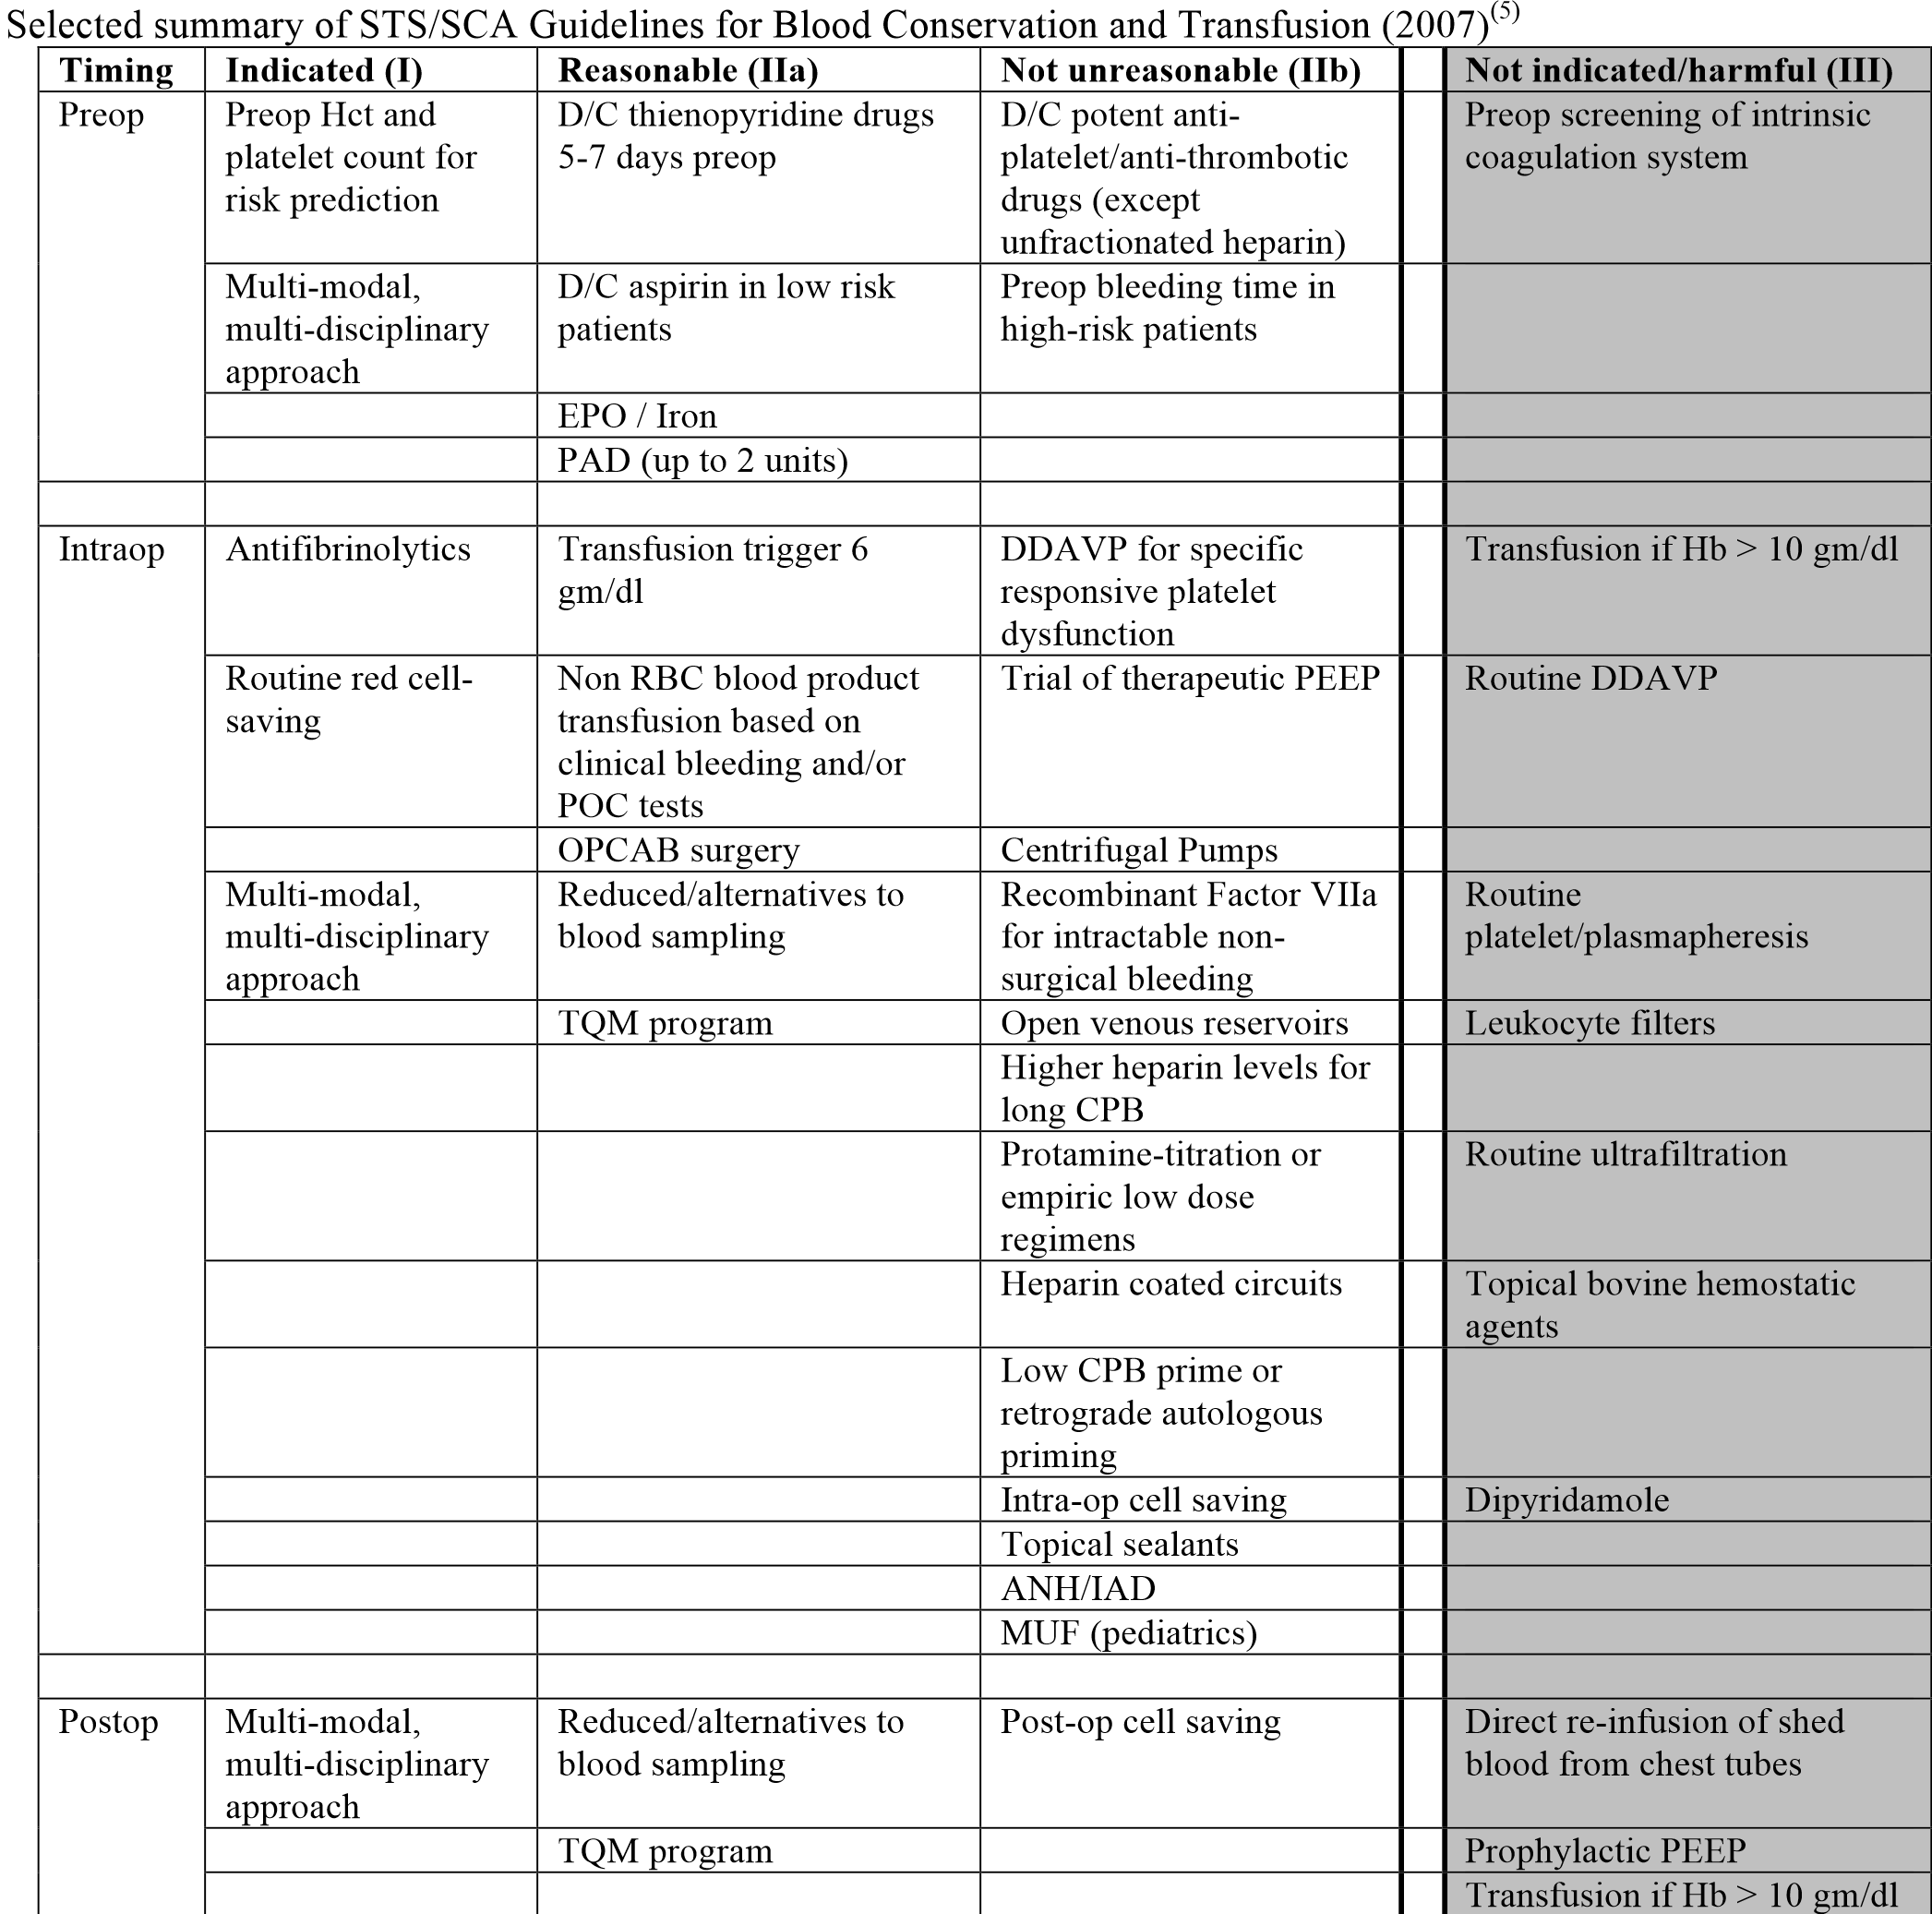 Selected summary of STS/SCA Guidelines for Blood Conservation and Transfusion (2007)(5)
Timing Indicated (I) Reasonable (IIa) Not unreasonable (IIb) Not indicated/harmful (III)
Preop
Preop Hct and
platelet count for
risk prediction
D/C thienopyridine drugs
5-7 days preop
D/C potent anti-
platelet/anti-thrombotic
drugs (except
unfractionated heparin)
Preop screening of intrinsic
coagulation system
Multi-modal,
multi-disciplinary
approach
D/C aspirin in low risk
patients
Preop bleeding time in
high-risk patients
EPO / Iron
PAD (up to 2 units)
Intraop
Antifibrinolytics
Transfusion trigger 6
gm/dl
DDAVP for specific
responsive platelet
dysfunction
Transfusion if Hb > 10 gm/dl
Routine red cell-
saving
Non RBC blood product
transfusion based on
clinical bleeding and/or
POC tests
Trial of therapeutic PEEP
Routine DDAVP
OPCAB surgery
Centrifugal Pumps
Multi-modal,
multi-disciplinary
approach
Reduced/alternatives to
blood sampling
Recombinant Factor VIIa
for intractable non-
surgical bleeding
Routine
platelet/plasmapheresis
TQM program
Open venous reservoirs
Leukocyte filters
Higher heparin levels for
long CPB
Protamine-titration or
empiric low dose
regimens
Routine ultrafiltration
Heparin coated circuits
Topical bovine hemostatic
agents
Low CPB prime or
retrograde autologous
priming
Intra-op cell saving
Dipyridamole
Topical sealants
ANH/IAD
MUF (pediatrics)
Postop
Multi-modal,
multi-disciplinary
approach
Reduced/alternatives to
blood sampling
Post-op cell saving
Direct re-infusion of shed
blood from chest tubes
TQM program
Prophylactic PEEP
Transfusion if Hb > 10 gm/dl